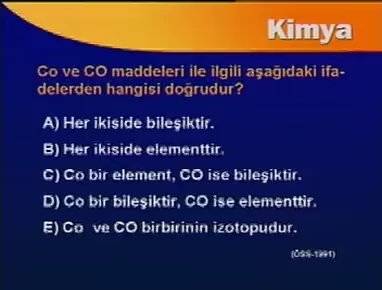 Kimya
Co ve CO maddeleri ile ilgili aşağıdaki ifa-
delerden hangisi doğrudur?
A) Her ikiside bileşiktir.
B) Her ikiside elementtir.
C) Co bir element, CO ise bileşiktir.
D) Co bir bileşiktir, CO ise elementtir.
E) Co ve CO birbirinin izotopudur.
(ÖSS-1991)